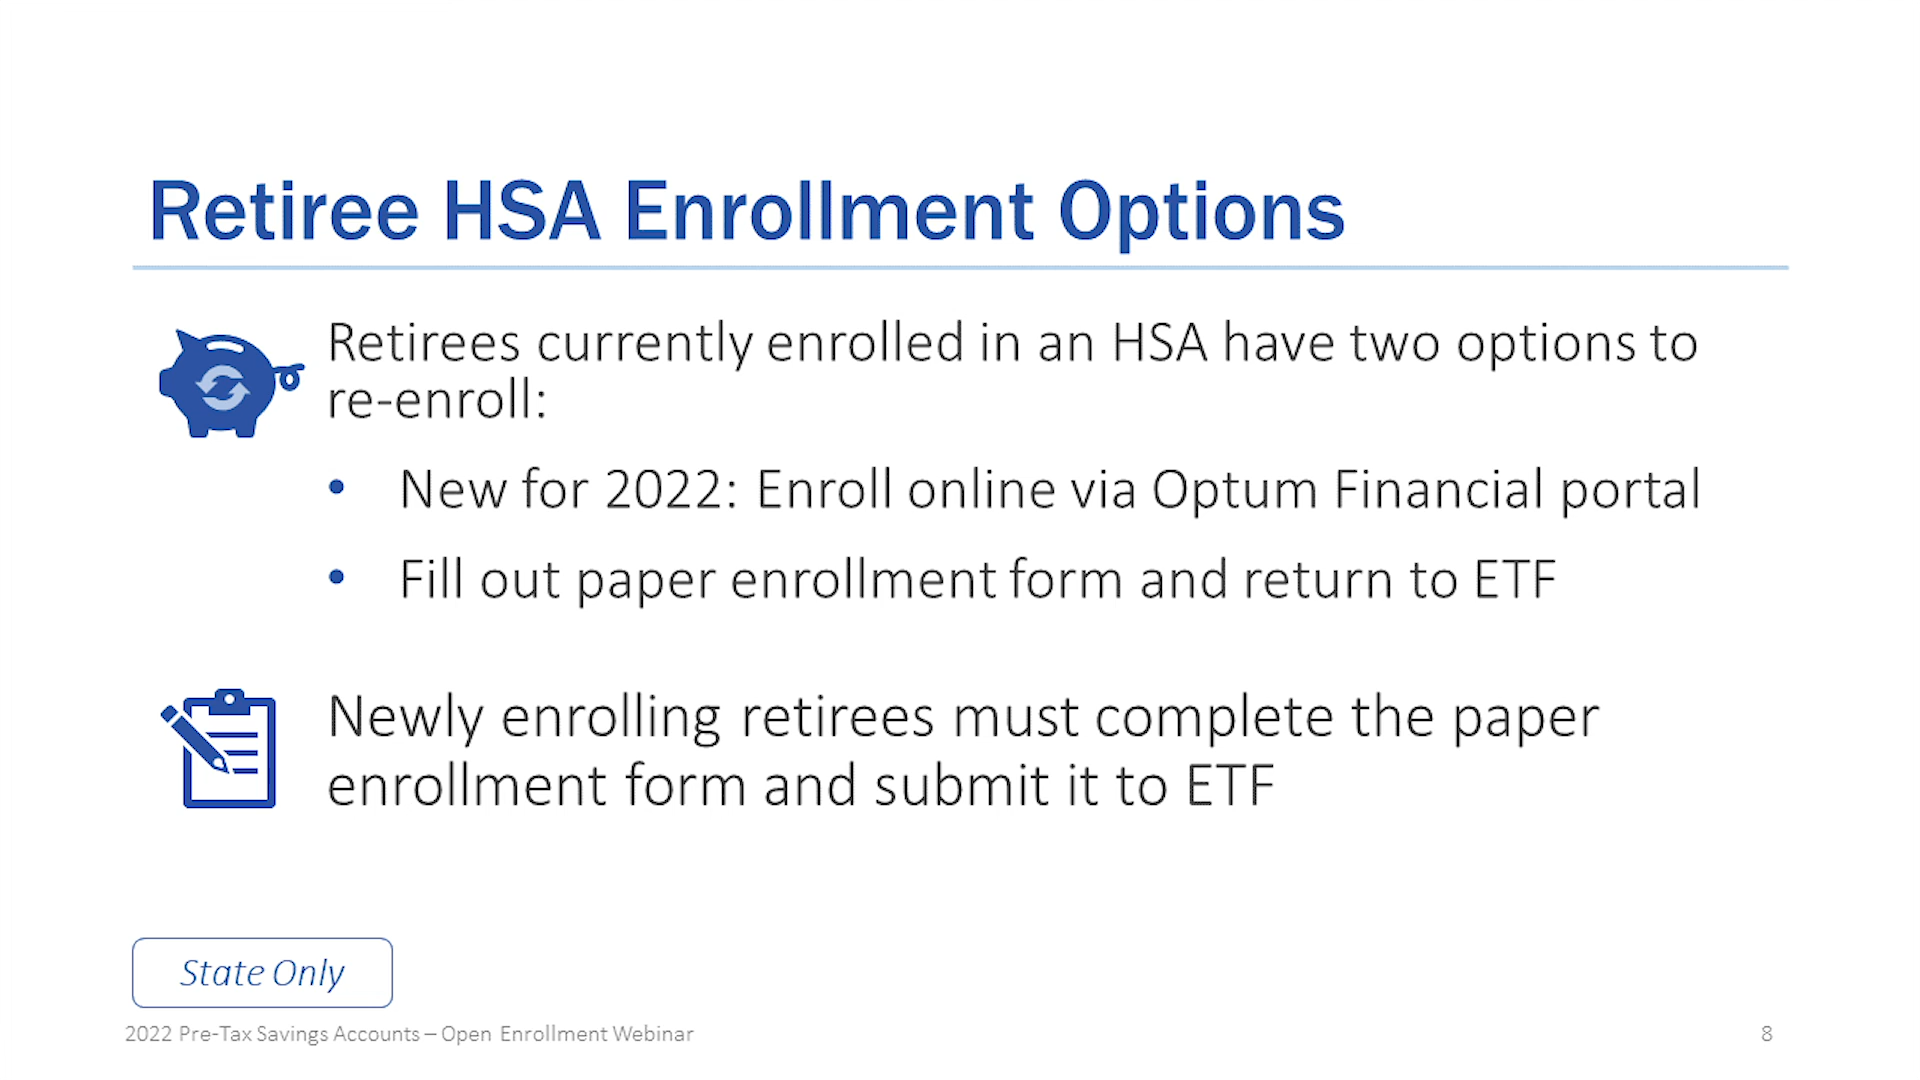 Retiree HSA Enrollment Options
Retirees currently enrolled in an HSA have two options to
re-enroll:
• New for 2022: Enroll online via Optum Financial portal
• Fill out paper enrollment form and return to ETF
Newly enrolling retirees must complete the paper
enrollment form and submit it to ETF
State Only
2022 Pre-Tax Savings Accounts – Open Enrollment Webinar
8